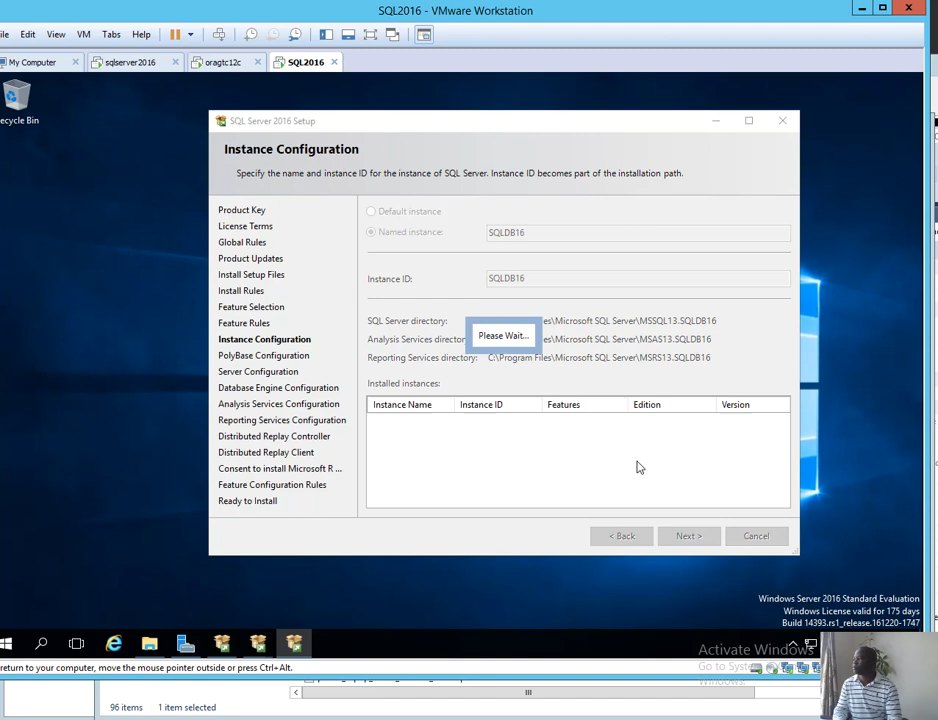 SQL2016 - VMware Workstation
ile Edit View VM Tabs Help
My Computer sqlserver2016 oragtc12c SQL2016
ecycle Bin
SQL Server 2016 Setup
Instance Configuration
Specify the name and instance ID for the instance of SQL Server. Instance ID becomes part of the installation path.
Product Key
License Terms
Global Rules
Product Updates
Install Setup Files
Install Rules
Feature Selection
Feature Rules
Instance Configuration
PolyBase Configuration
Server Configuration
Database Engine Configuration
Analysis Services Configuration
Reporting Services Configuration
Distributed Replay Controller
Distributed Replay Client
Consent to install Microsoft R ...
Feature Configuration Rules
Ready to Install
Default instance
Named instance: SQLDB16
Instance ID: SQLDB16
SQL Server directory: es\Microsoft SQL Server\MSSQL13.SQLDB16
Please Wait...
Analysis Services directo es\Microsoft SQL Server\MSAS13.SQLDB16
Reporting Services directory: C:\Program Files\Microsoft SQL Server\MSRS13.SQLDB16
Installed instances:
Instance Name Instance ID Features Edition Version
< Back Next > Cancel
Windows Server 2016 Standard Evaluation
Windows License valid for 175 days
Build 14393.rs1_release.161220-1747
Activate Windows
Go to Syste
Windows.
return to your computer, move the mouse pointer outside or press Ctrl+Alt.
96 items 1 item selected